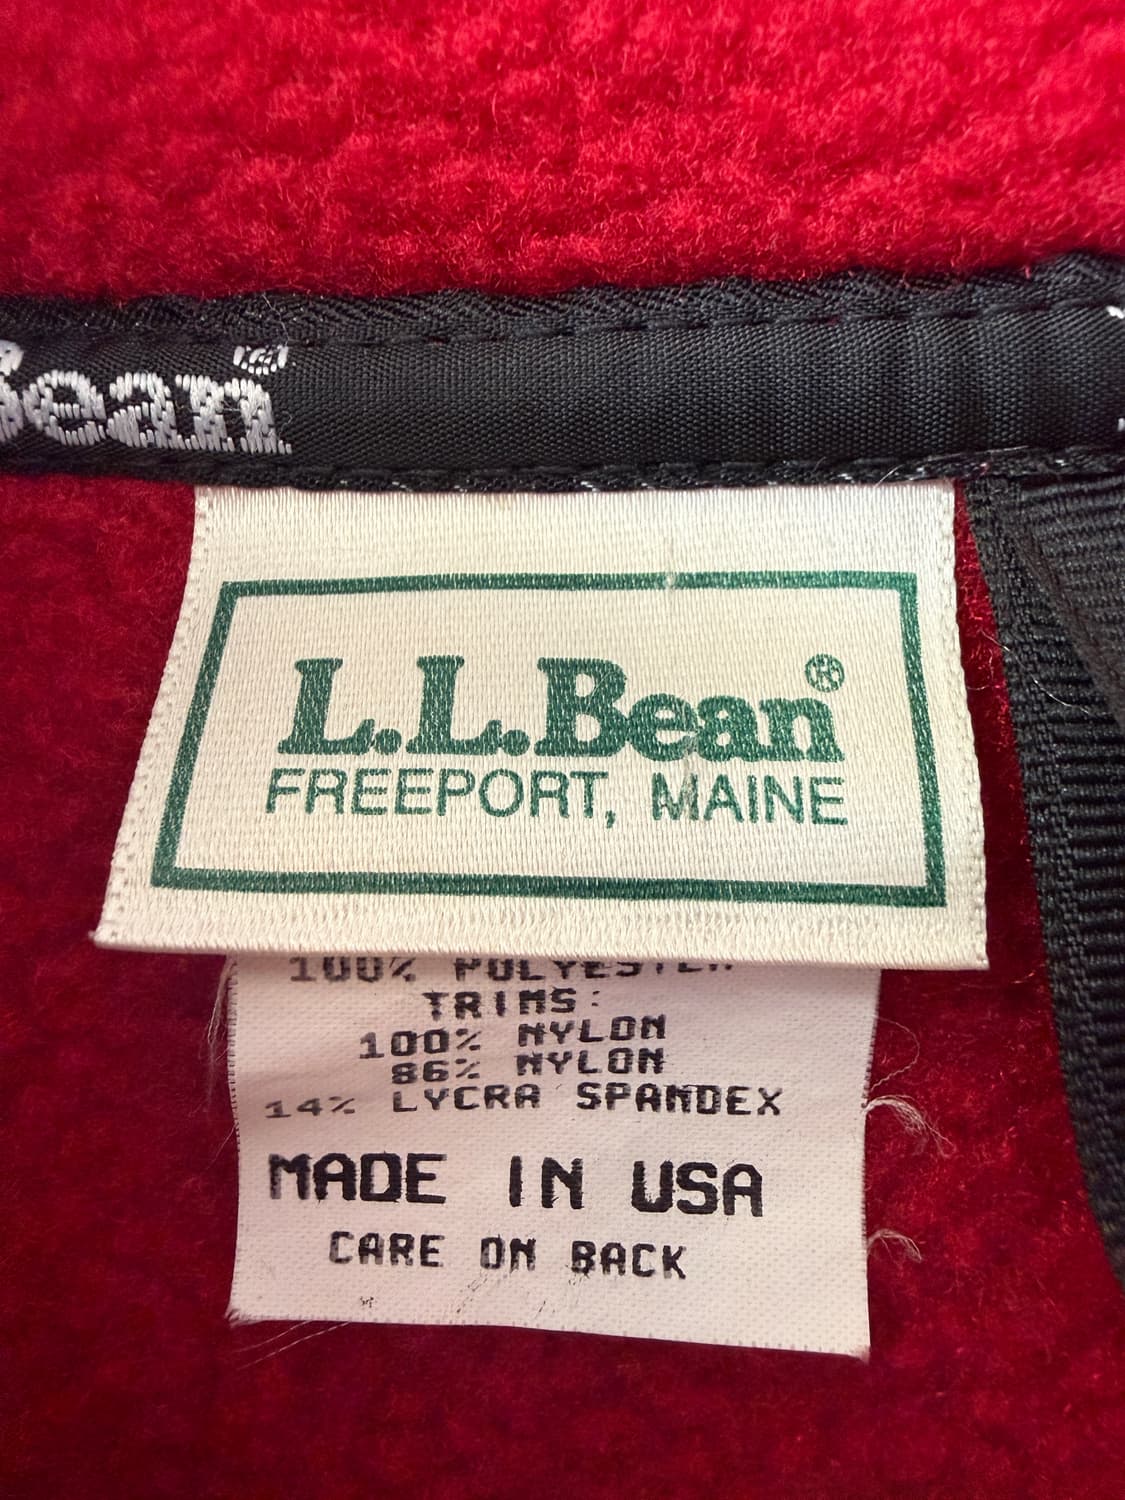 Bean®
L.L.Bean®
FREEPORT, MAINE
100% POLYESTER
TRIMS:
100% NYLON
86% NYLON
14% LYCRA SPANDEX
MADE IN USA
CARE ON BACK